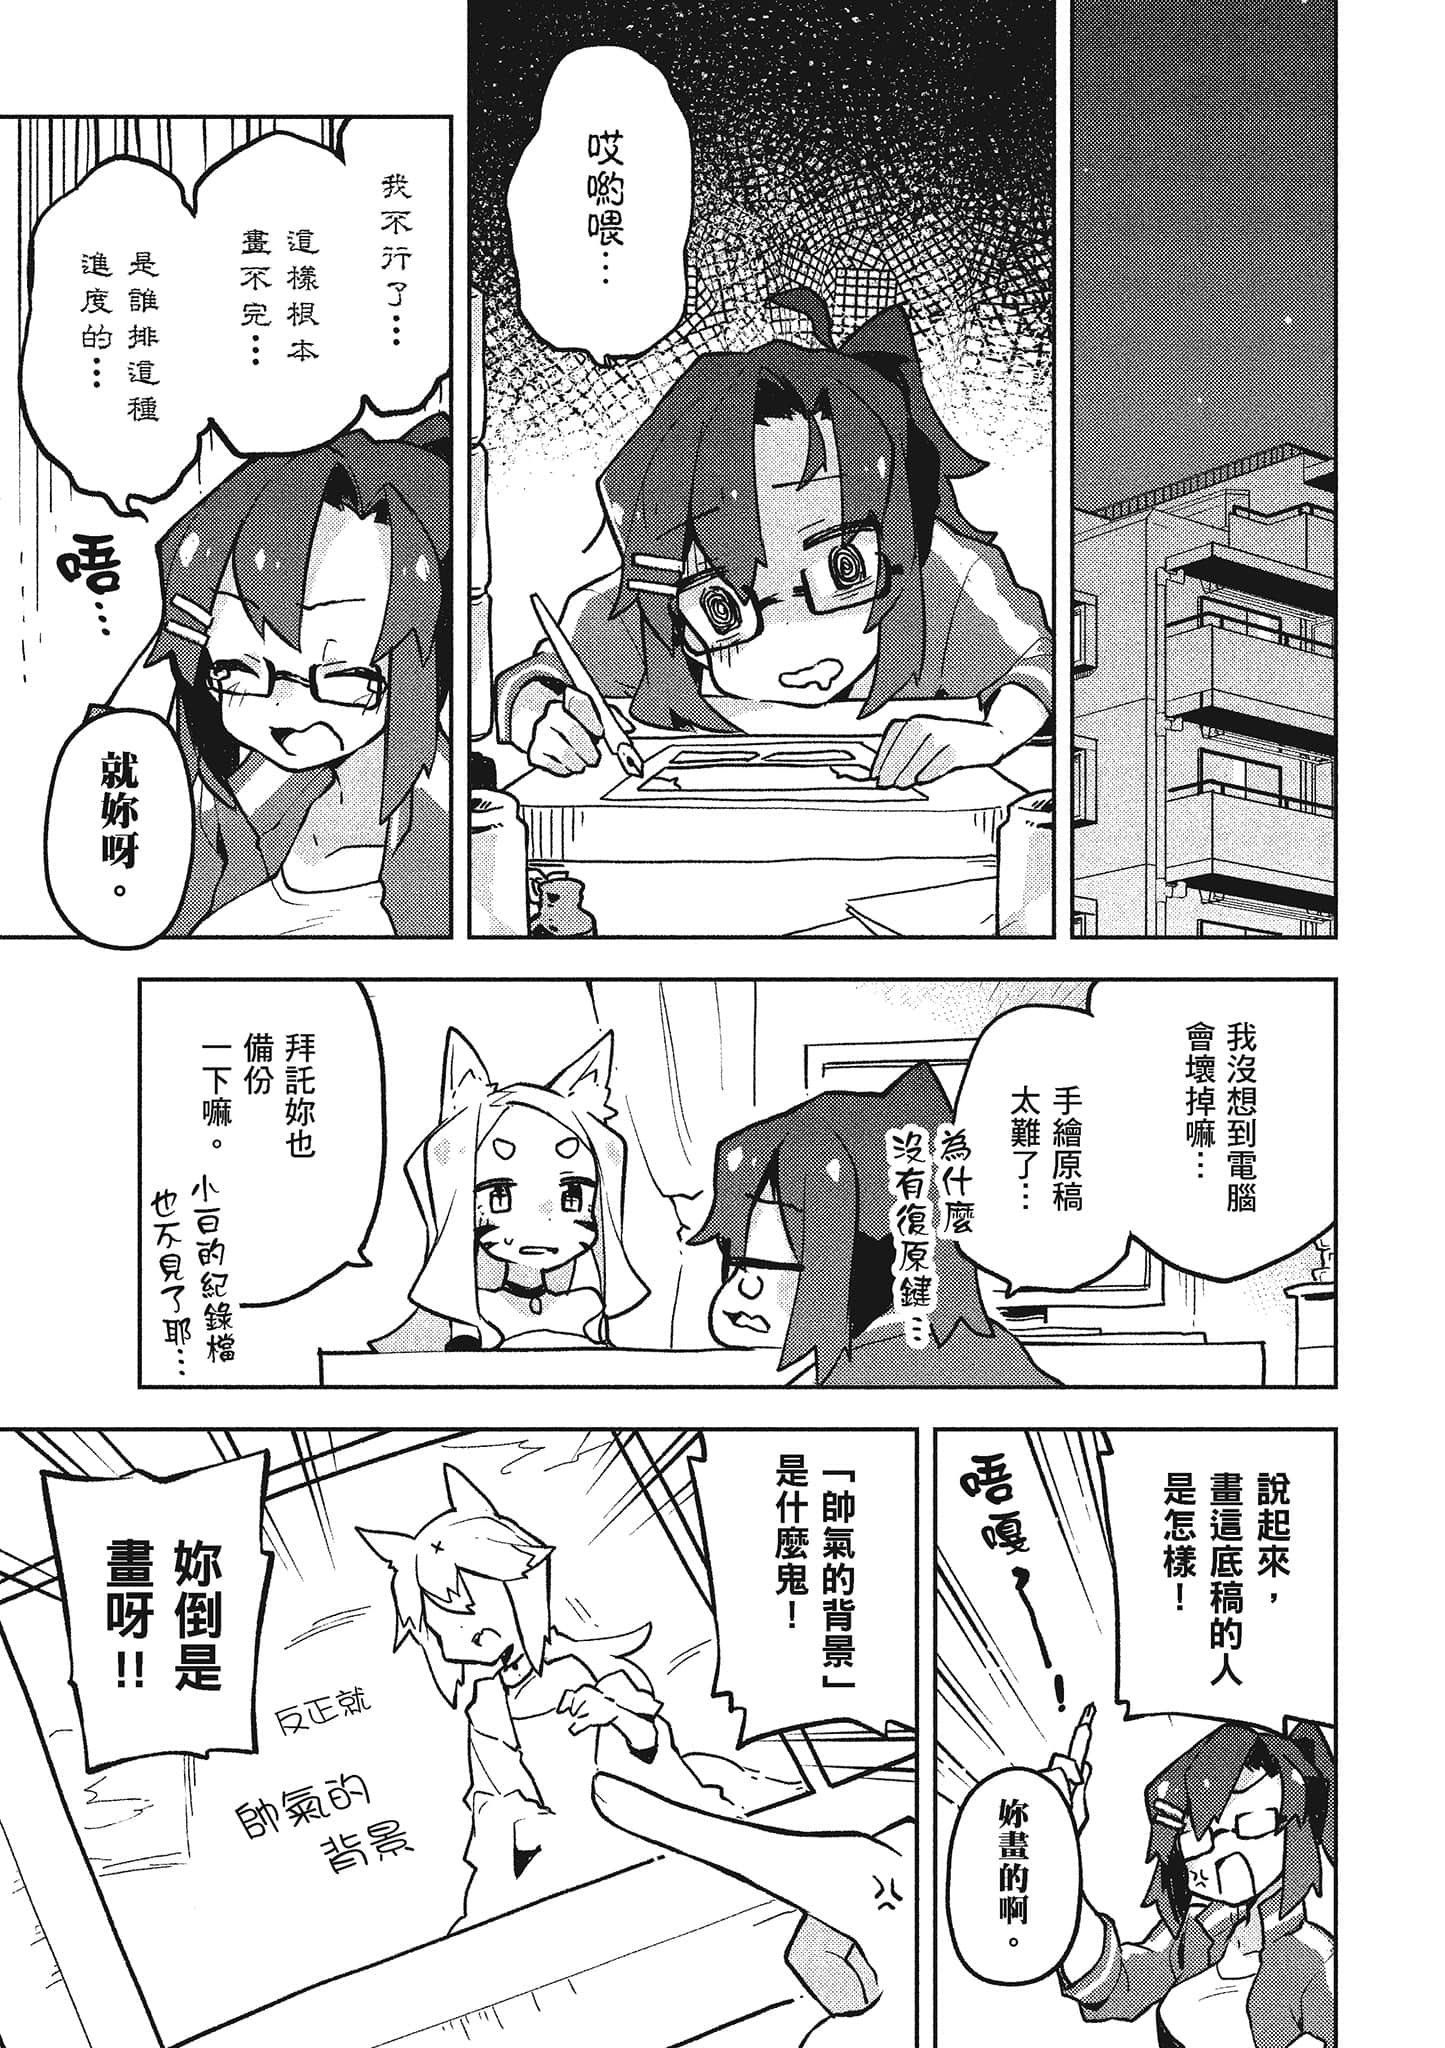 哎喲喂…
我不行了…
這樣根本
畫不完…
是誰排這種
進度的…
唔…
就妳呀。
我沒想到電腦
會壞掉嘛…
手繪原稿
太難了…
為什麼
沒有復原鍵…
拜託妳也
備份
一下嘛。
小百的紀錄檔
也不見了耶…
說起來，
畫這底稿的人
是怎樣！
唔嘎～！
妳畫的啊。
「帥氣的背景」
是什麼鬼！
反正就
帥氣的
背景
妳倒是
畫呀!!